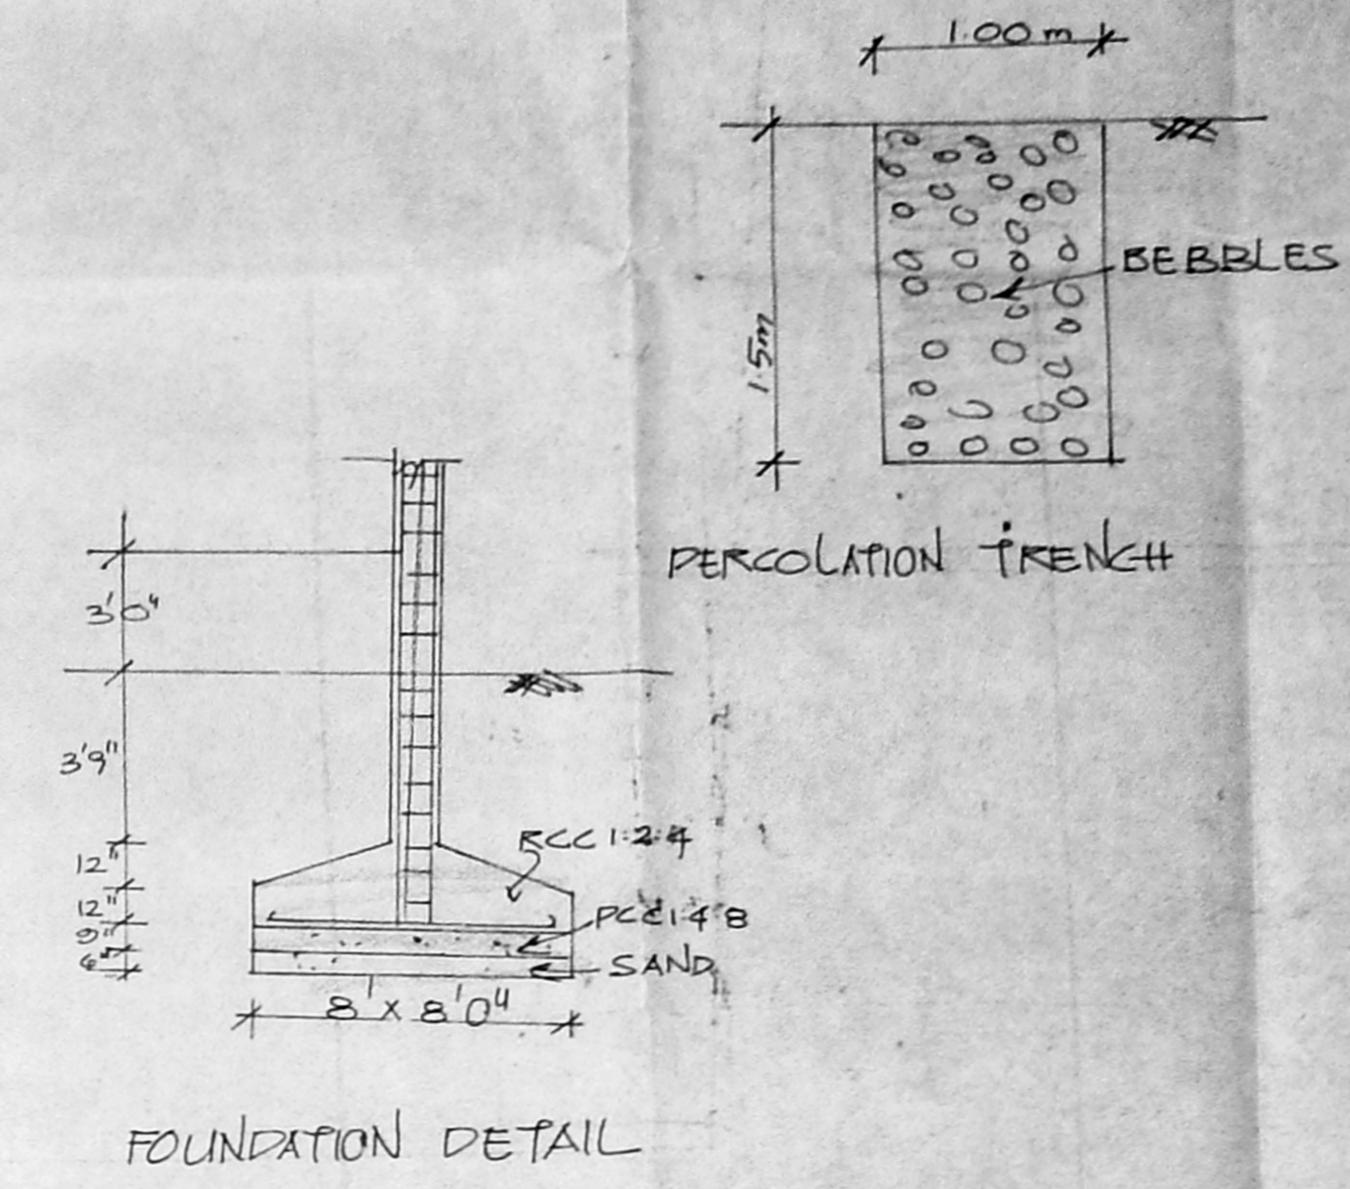 1.00 m
1.5m
BEBBLES
PERCOLATION TRENCH
3'0"
3'9"
RCC 1:2:4
12"
12"
PCC 1 4 8
9"
6"
SAND
8' x 8'0"
FOUNDATION DETAIL